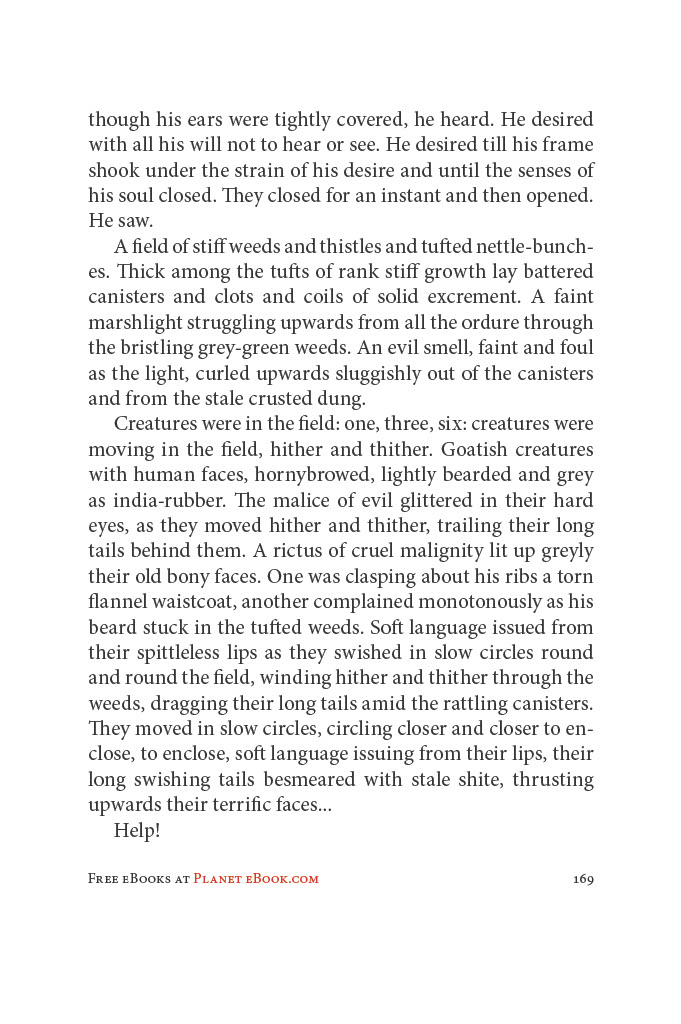 though his ears were tightly covered, he heard. He desired
with all his will not to hear or see. He desired till his frame
shook under the strain of his desire and until the senses of
his soul closed. They closed for an instant and then opened.
He saw.
A field of stiff weeds and thistles and tufted nettle-bunch-
es. Thick among the tufts of rank stiff growth lay battered
canisters and clots and coils of solid excrement. A faint
marshlight struggling upwards from all the ordure through
the bristling grey-green weeds. An evil smell, faint and foul
as the light, curled upwards sluggishly out of the canisters
and from the stale crusted dung.
Creatures were in the field: one, three, six: creatures were
moving in the field, hither and thither. Goatish creatures
with human faces, hornybrowed, lightly bearded and grey
as india-rubber. The malice of evil glittered in their hard
eyes, as they moved hither and thither, trailing their long
tails behind them. A rictus of cruel malignity lit up greyly
their old bony faces. One was clasping about his ribs a torn
flannel waistcoat, another complained monotonously as his
beard stuck in the tufted weeds. Soft language issued from
their spittleless lips as they swished in slow circles round
and round the field, winding hither and thither through the
weeds, dragging their long tails amid the rattling canisters.
They moved in slow circles, circling closer and closer to en-
close, to enclose, soft language issuing from their lips, their
long swishing tails besmeared with stale shite, thrusting
upwards their terrific faces...
Help!
Free eBooks at Planet eBook.com 169